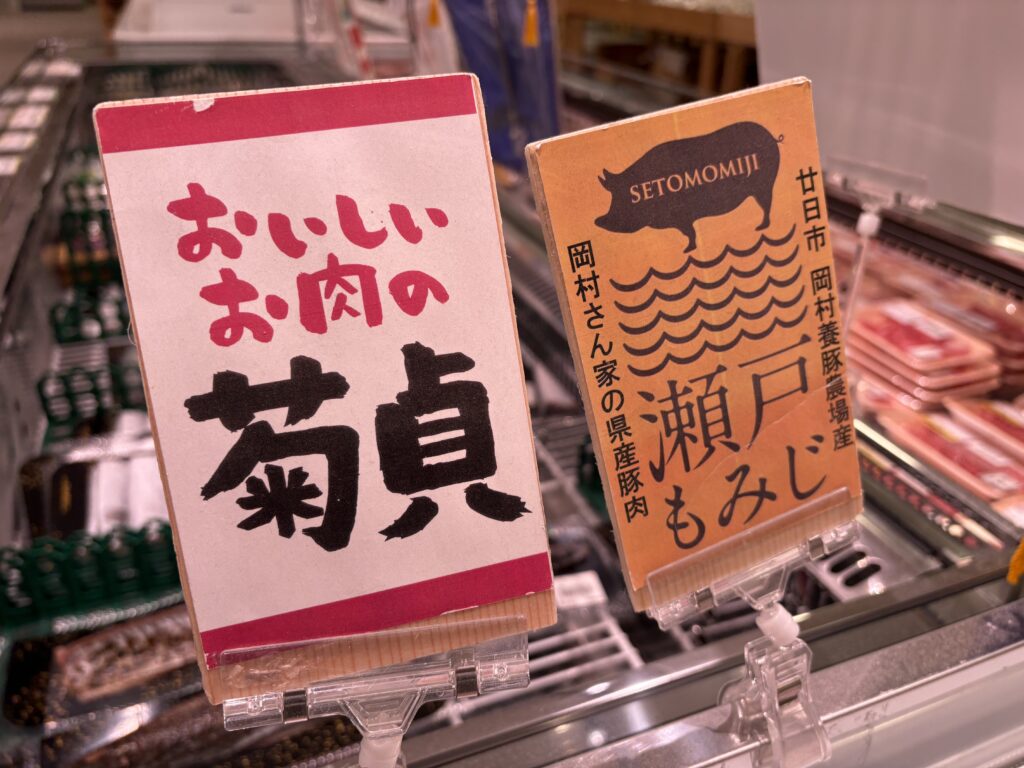 おいしい
お肉の
菊貞
SETOMOMIJI
廿日市 岡村養豚農場産
岡村さん家の県産豚肉
瀬戸
もみじ